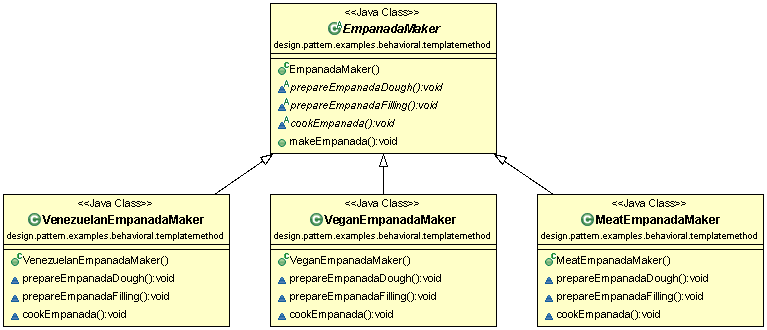 <<Java Class>>
EmpanadaMaker
design.pattern.examples.behavioral.templatemethod
EmpanadaMaker()
prepareEmpanadaDough():void
prepareEmpanadaFilling():void
cookEmpanada():void
makeEmpanada():void
<<Java Class>>
VenezuelanEmpanadaMaker
design.pattern.examples.behavioral.templatemethod
VenezuelanEmpanadaMaker()
prepareEmpanadaDough():void
prepareEmpanadaFilling():void
cookEmpanada():void
<<Java Class>>
VeganEmpanadaMaker
design.pattern.examples.behavioral.templatemethod
VeganEmpanadaMaker()
prepareEmpanadaDough():void
prepareEmpanadaFilling():void
cookEmpanada():void
<<Java Class>>
MeatEmpanadaMaker
design.pattern.examples.behavioral.templatemethod
MeatEmpanadaMaker()
prepareEmpanadaDough():void
prepareEmpanadaFilling():void
cookEmpanada():void